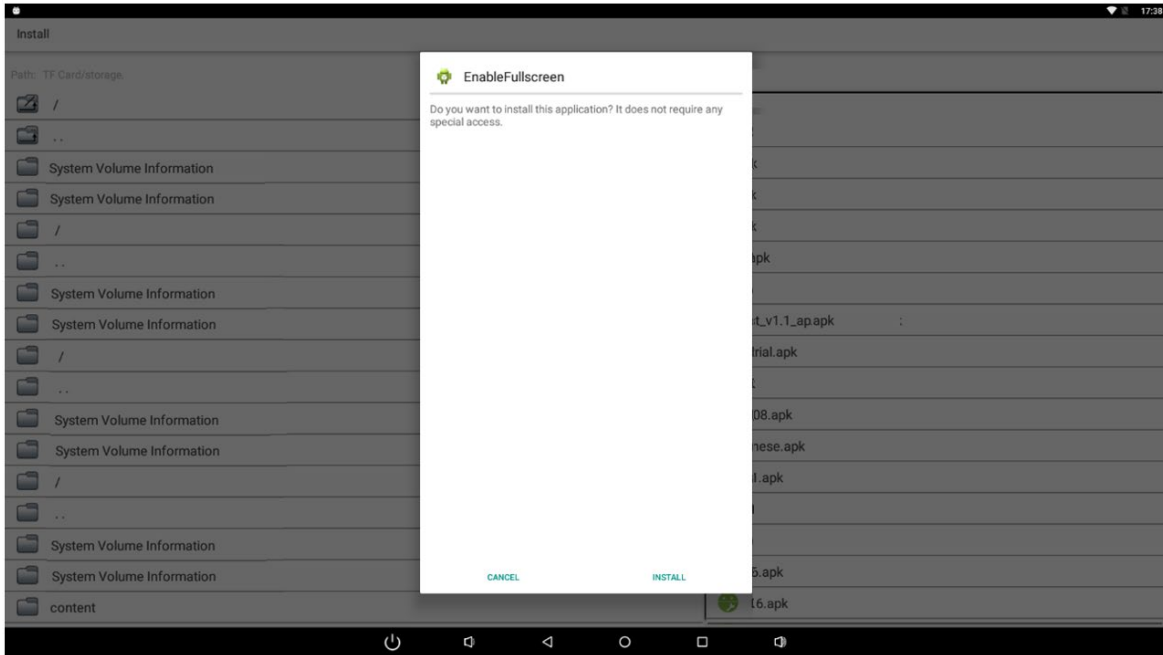 17:38
Install
Path: TF Card/storage.
/
..
System Volume Information
System Volume Information
/
..
System Volume Information
System Volume Information
/
..
System Volume Information
System Volume Information
/
..
System Volume Information
System Volume Information
content
EnableFullscreen
Do you want to install this application? It does not require any
special access.
CANCEL
INSTALL
apk
t_v1.1_ap.apk :
trial.apk
08.apk
nese.apk
l.apk
6.apk
16.apk